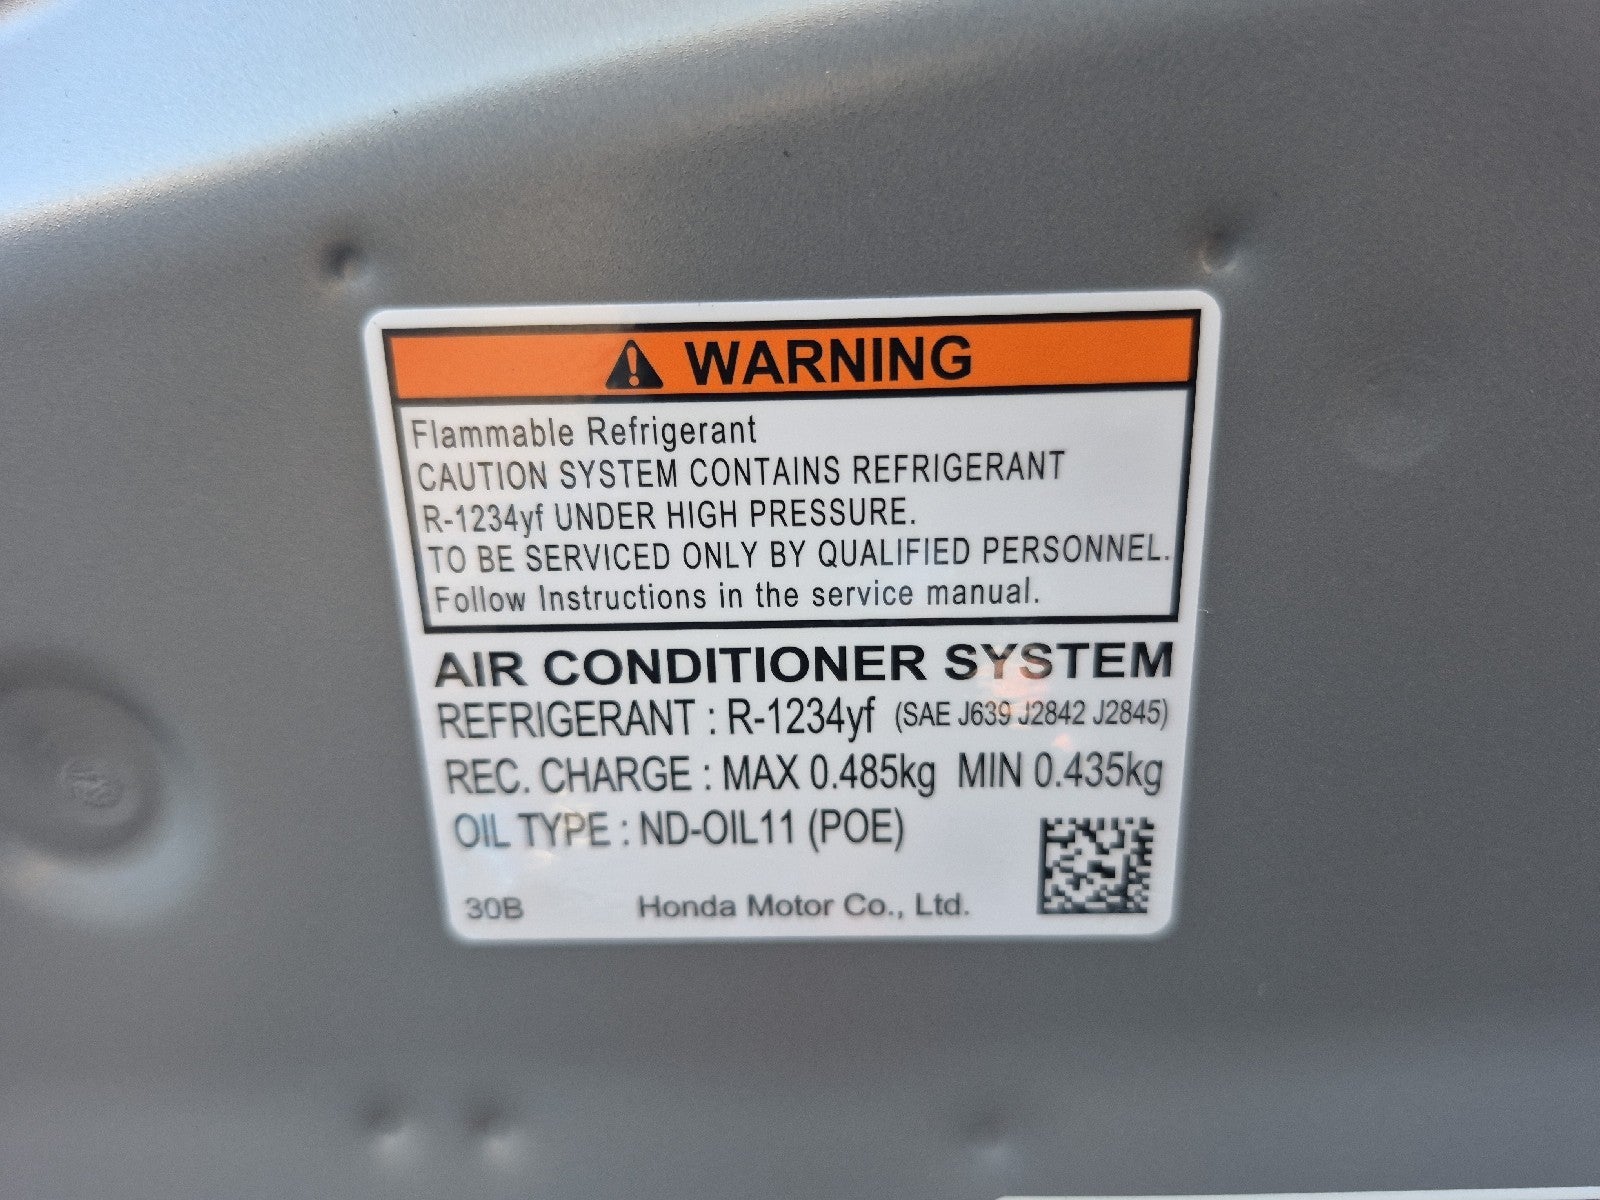 WARNING
Flammable Refrigerant
CAUTION SYSTEM CONTAINS REFRIGERANT
R-1234yf UNDER HIGH PRESSURE.
TO BE SERVICED ONLY BY QUALIFIED PERSONNEL.
Follow Instructions in the service manual.
AIR CONDITIONER SYSTEM
REFRIGERANT : R-1234yf (SAE J639 J2842 J2845)
REC. CHARGE : MAX 0.485kg MIN 0.435kg
OIL TYPE : ND-OIL11 (POE)
30B Honda Motor Co., Ltd.